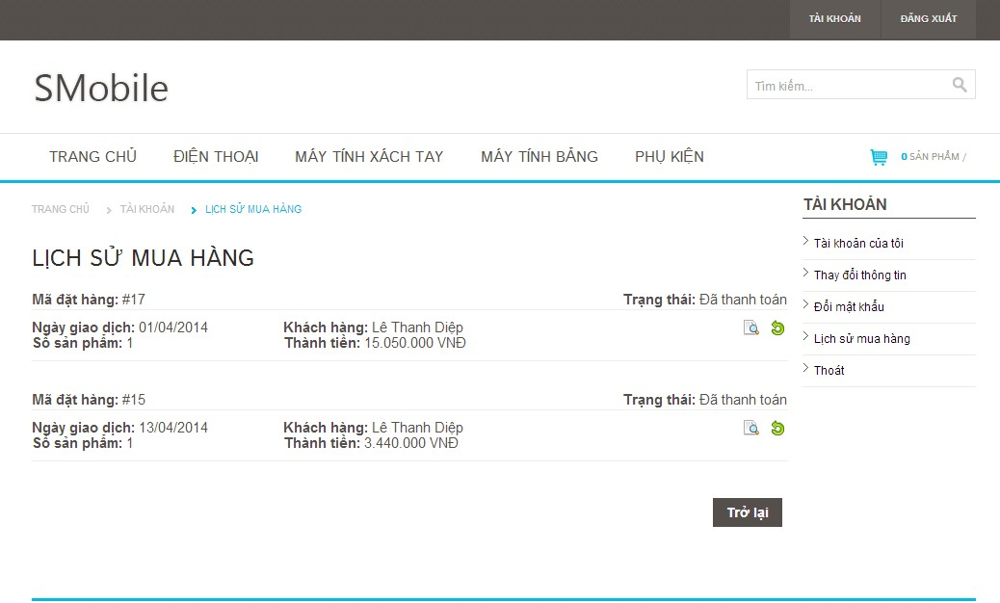 TÀI KHOẢN ĐĂNG XUẤT
SMobile
Tìm kiếm...
TRANG CHỦ ĐIỆN THOẠI MÁY TÍNH XÁCH TAY MÁY TÍNH BẢNG PHỤ KIỆN
0 SẢN PHẨM /
TRANG CHỦ TÀI KHOẢN LỊCH SỬ MUA HÀNG
LỊCH SỬ MUA HÀNG
Mã đặt hàng: #17 Trạng thái: Đã thanh toán
Ngày giao dịch: 01/04/2014 Khách hàng: Lê Thanh Diệp
Số sản phẩm: 1 Thành tiền: 15.050.000 VNĐ
Mã đặt hàng: #15 Trạng thái: Đã thanh toán
Ngày giao dịch: 13/04/2014 Khách hàng: Lê Thanh Diệp
Số sản phẩm: 1 Thành tiền: 3.440.000 VNĐ
Trở lại
TÀI KHOẢN
Tài khoản của tôi
Thay đổi thông tin
Đổi mật khẩu
Lịch sử mua hàng
Thoát